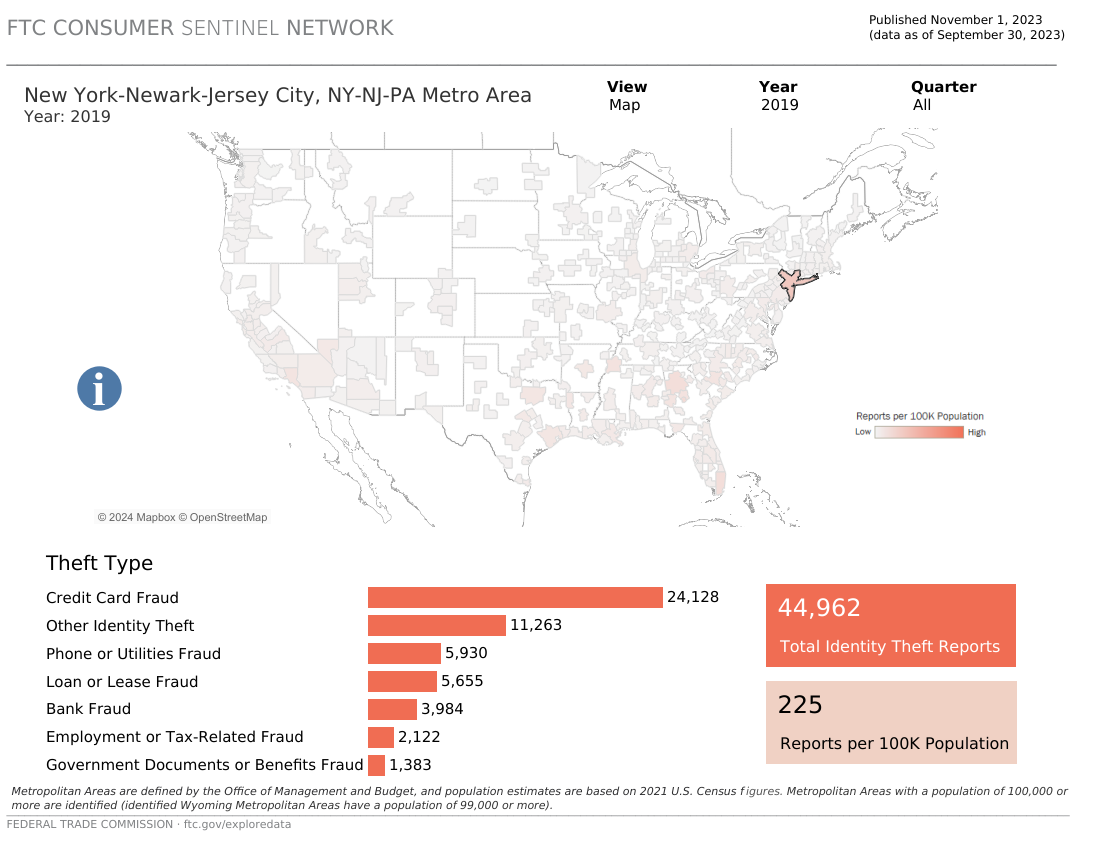 FTC CONSUMER SENTINEL NETWORK
Published November 1, 2023
(data as of September 30, 2023)
New York-Newark-Jersey City, NY-NJ-PA Metro Area
Year: 2019
View
Map
Year
2019
Quarter
All
i
Reports per 100K Population
Low
High
© 2024 Mapbox © OpenStreetMap
Theft Type
Credit Card Fraud 24,128
Other Identity Theft 11,263
Phone or Utilities Fraud 5,930
Loan or Lease Fraud 5,655
Bank Fraud 3,984
Employment or Tax-Related Fraud 2,122
Government Documents or Benefits Fraud 1,383
44,962
Total Identity Theft Reports
225
Reports per 100K Population
Metropolitan Areas are defined by the Office of Management and Budget, and population estimates are based on 2021 U.S. Census figures. Metropolitan Areas with a population of 100,000 or
more are identified (identified Wyoming Metropolitan Areas have a population of 99,000 or more).
FEDERAL TRADE COMMISSION · ftc.gov/exploredata